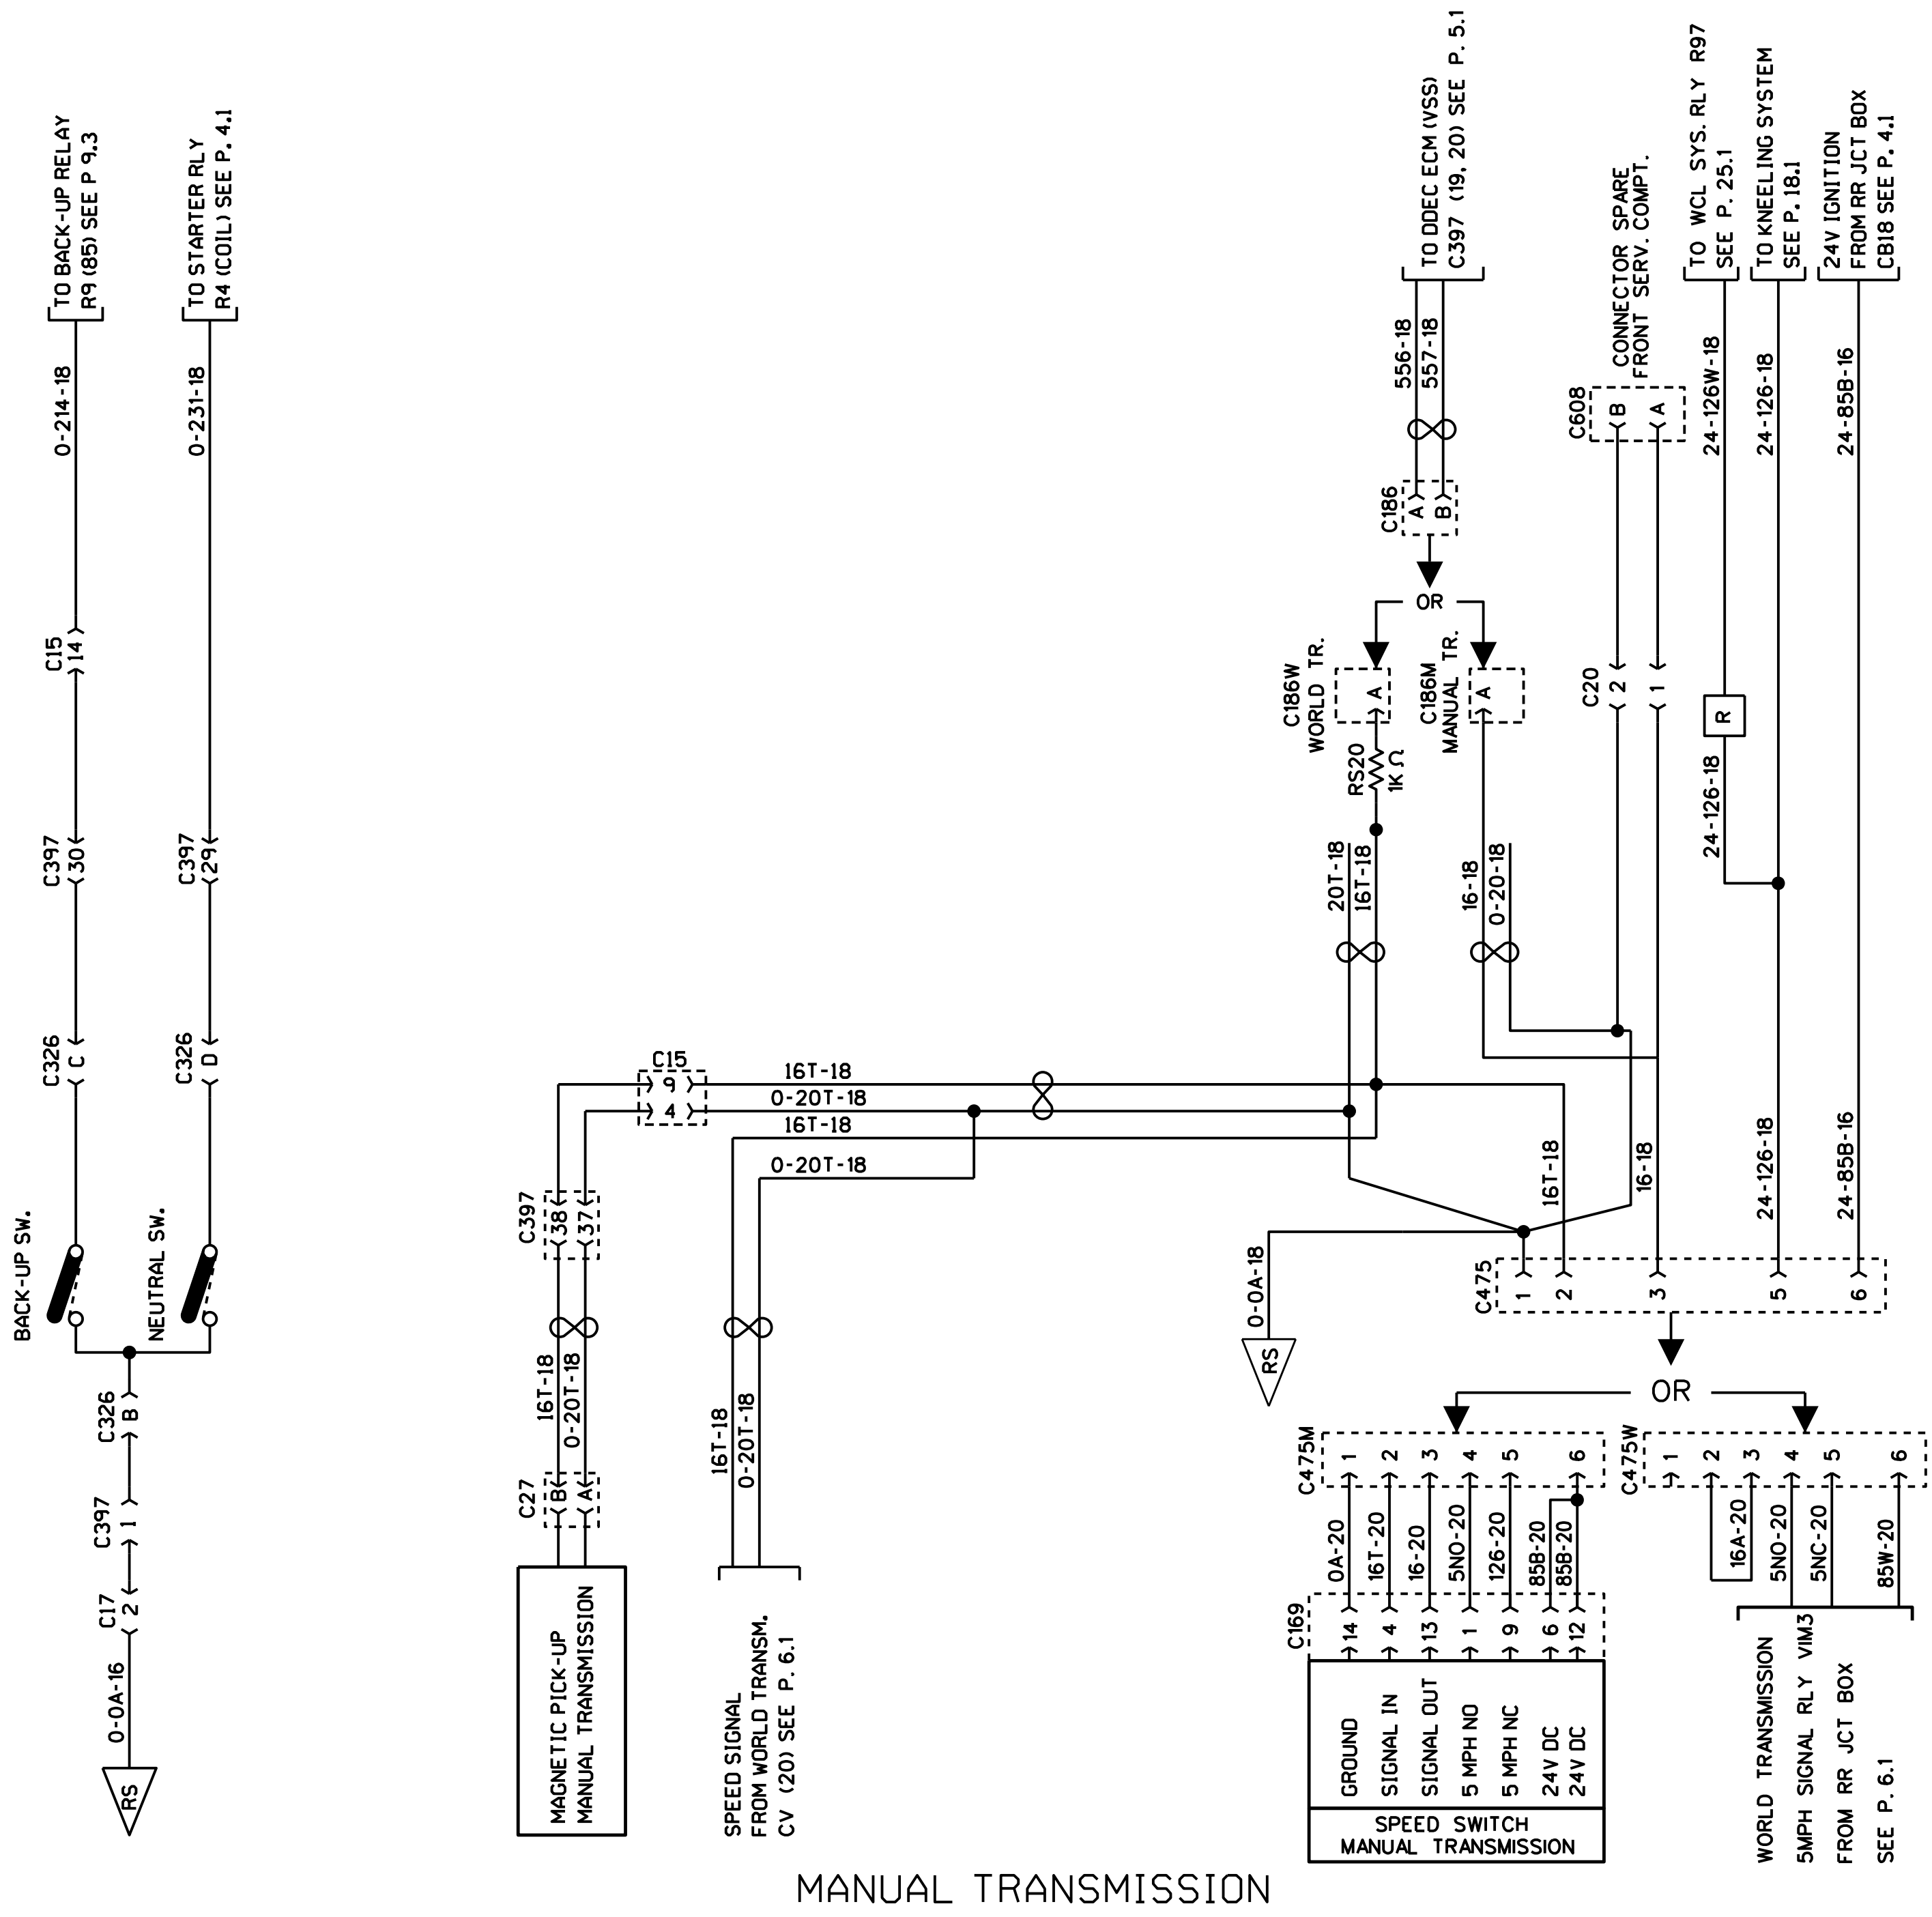 TO BACK-UP RELAY
R9 (85) SEE P 9.3
0-214-18
C15
14
C397
30
C326
C
BACK-UP SW.
TO STARTER RLY
R4 (COIL) SEE P. 4.1
0-231-18
C397
29
C326
D
NEUTRAL SW.
C326
B
C397
1
C17
2
0-0A-16
RS
C15
9
4
16T-18
0-20T-18
16T-18
0-20T-18
C397
38
37
16T-18
0-20T-18
C27
B
A
MAGNETIC PICK-UP
MANUAL TRANSMISSION
16T-18
0-20T-18
SPEED SIGNAL
FROM WORLD TRANSM.
CV (20) SEE P. 6.1
TO DDEC ECM (VSS)
C397 (19, 20) SEE P. 5.1
556-18
557-18
C186
A
B
OR
C186W
WORLD TR.
A
C186M
MANUAL TR.
A
RS20
1K Ω
20T-18
16T-18
16-18
0-20-18
CONNECTOR SPARE
FRONT SERV. COMPT.
C608
B
A
C20
2
1
TO WCL SYS. RLY R97
SEE P. 25.1
24-126W-18
R
24-126-18
TO KNEELING SYSTEM
SEE P. 18.1
24-126-18
24V IGNITION
FROM RR JCT BOX
CB18 SEE P. 4.1
24-85B-16
16T-18
16-18
24-126-18
24-85B-16
0-0A-18
RS
C475
1
2
3
5
6
OR
C475M
1
2
3
4
5
6
0A-20
16T-20
16-20
5NO-20
126-20
85B-20
85B-20
C169
14
4
13
1
9
6
12
GROUND
SIGNAL IN
SIGNAL OUT
5 MPH NO
5 MPH NC
24V DC
24V DC
SPEED SWITCH
MANUAL TRANSMISSION
C475W
1
2
3
4
5
6
16A-20
5NO-20
5NC-20
85W-20
WORLD TRANSMISSION
5MPH SIGNAL RLY VIM3
FROM RR JCT BOX
SEE P. 6.1
MANUAL TRANSMISSION